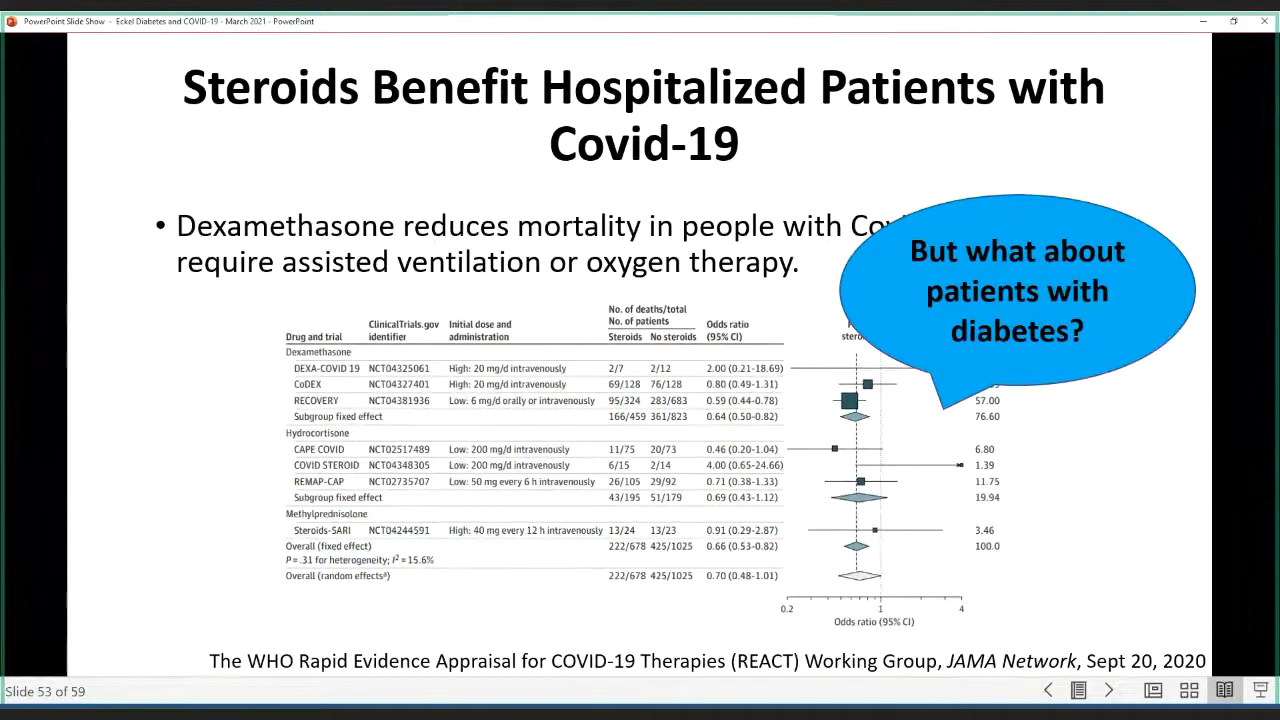 PowerPoint Slide Show - Eckel Diabetes and COVID-19 - March 2021 - PowerPoint
Steroids Benefit Hospitalized Patients with
Covid-19
• Dexamethasone reduces mortality in people with
require assisted ventilation or oxygen therapy.
But what about
patients with
diabetes?
No. of deaths/total
No. of patients
Drug and trial ClinicalTrials.gov identifier Initial dose and administration Steroids No steroids Odds ratio (95% CI)
Dexamethasone
DEXA-COVID 19 NCT04325061 High: 20 mg/d intravenously 2/7 2/12 2.00 (0.21-18.69)
CoDEX NCT04327401 High: 20 mg/d intravenously 69/128 76/128 0.80 (0.49-1.31)
RECOVERY NCT04381936 Low: 6 mg/d orally or intravenously 95/324 283/683 0.59 (0.44-0.78) 57.00
Subgroup fixed effect 166/459 361/823 0.64 (0.50-0.82) 76.60
Hydrocortisone
CAPE COVID NCT02517489 Low: 200 mg/d intravenously 11/75 20/73 0.46 (0.20-1.04) 6.80
COVID STEROID NCT04348305 Low: 200 mg/d intravenously 6/15 2/14 4.00 (0.65-24.66) 1.39
REMAP-CAP NCT02735707 Low: 50 mg every 6 h intravenously 26/105 29/92 0.71 (0.38-1.33) 11.75
Subgroup fixed effect 43/195 51/179 0.69 (0.43-1.12) 19.94
Methylprednisolone
Steroids-SARI NCT04244591 High: 40 mg every 12 h intravenously 13/24 13/23 0.91 (0.29-2.87) 3.46
Overall (fixed effect) 222/678 425/1025 0.66 (0.53-0.82) 100.0
P = .31 for heterogeneity; I² = 15.6%
Overall (random effectsᵃ) 222/678 425/1025 0.70 (0.48-1.01)
0.2 1 4
Odds ratio (95% CI)
The WHO Rapid Evidence Appraisal for COVID-19 Therapies (REACT) Working Group, JAMA Network, Sept 20, 2020
Slide 53 of 59